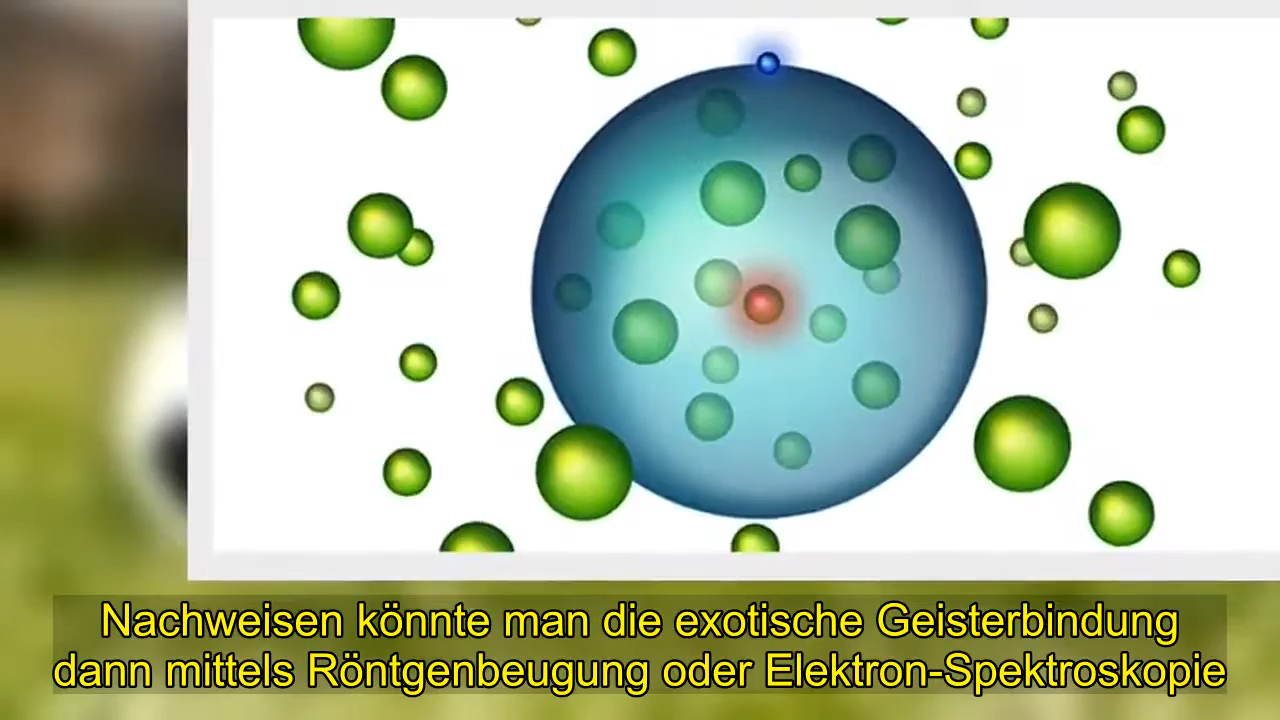 Nachweisen könnte man die exotische Geisterbindung
dann mittels Röntgenbeugung oder Elektron-Spektroskopie